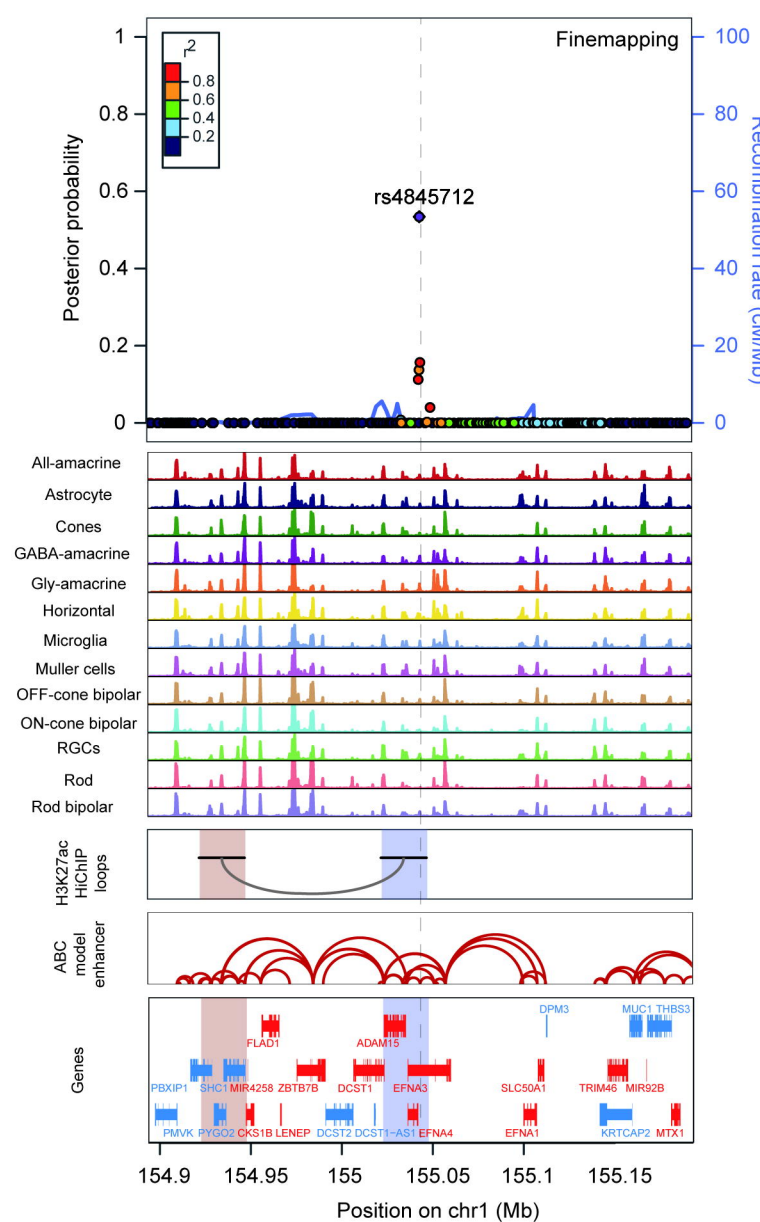 1
0.8
0.6
0.4
0.2
0
Posterior probability
r2
0.8
0.6
0.4
0.2
Finemapping
rs4845712
100
80
60
40
20
0
Recombination rate (cM/Mb)
All-amacrine
Astrocyte
Cones
GABA-amacrine
Gly-amacrine
Horizontal
Microglia
Muller cells
OFF-cone bipolar
ON-cone bipolar
RGCs
Rod
Rod bipolar
H3K27ac
HiChIP
loops
ABC
model
enhancer
Genes
DPM3 MUC1 THBS3
FLAD1 ADAM15
PBXIP1 SHC1 MIR4258 ZBTB7B DCST1 EFNA3 SLC50A1 TRIM46 MIR92B
PMVK PYGO2 CKS1B LENEP DCST2 DCST1-AS1 EFNA4 EFNA1 KRTCAP2 MTX1
154.9 154.95 155 155.05 155.1 155.15
Position on chr1 (Mb)